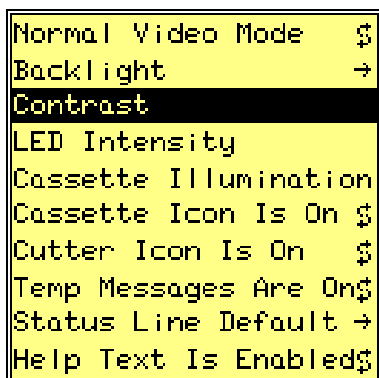 Normal Video Mode $
Backlight →
Contrast
LED Intensity
Cassette Illumination
Cassette Icon Is On $
Cutter Icon Is On $
Temp Messages Are On$
Status Line Default →
Help Text Is Enabled$